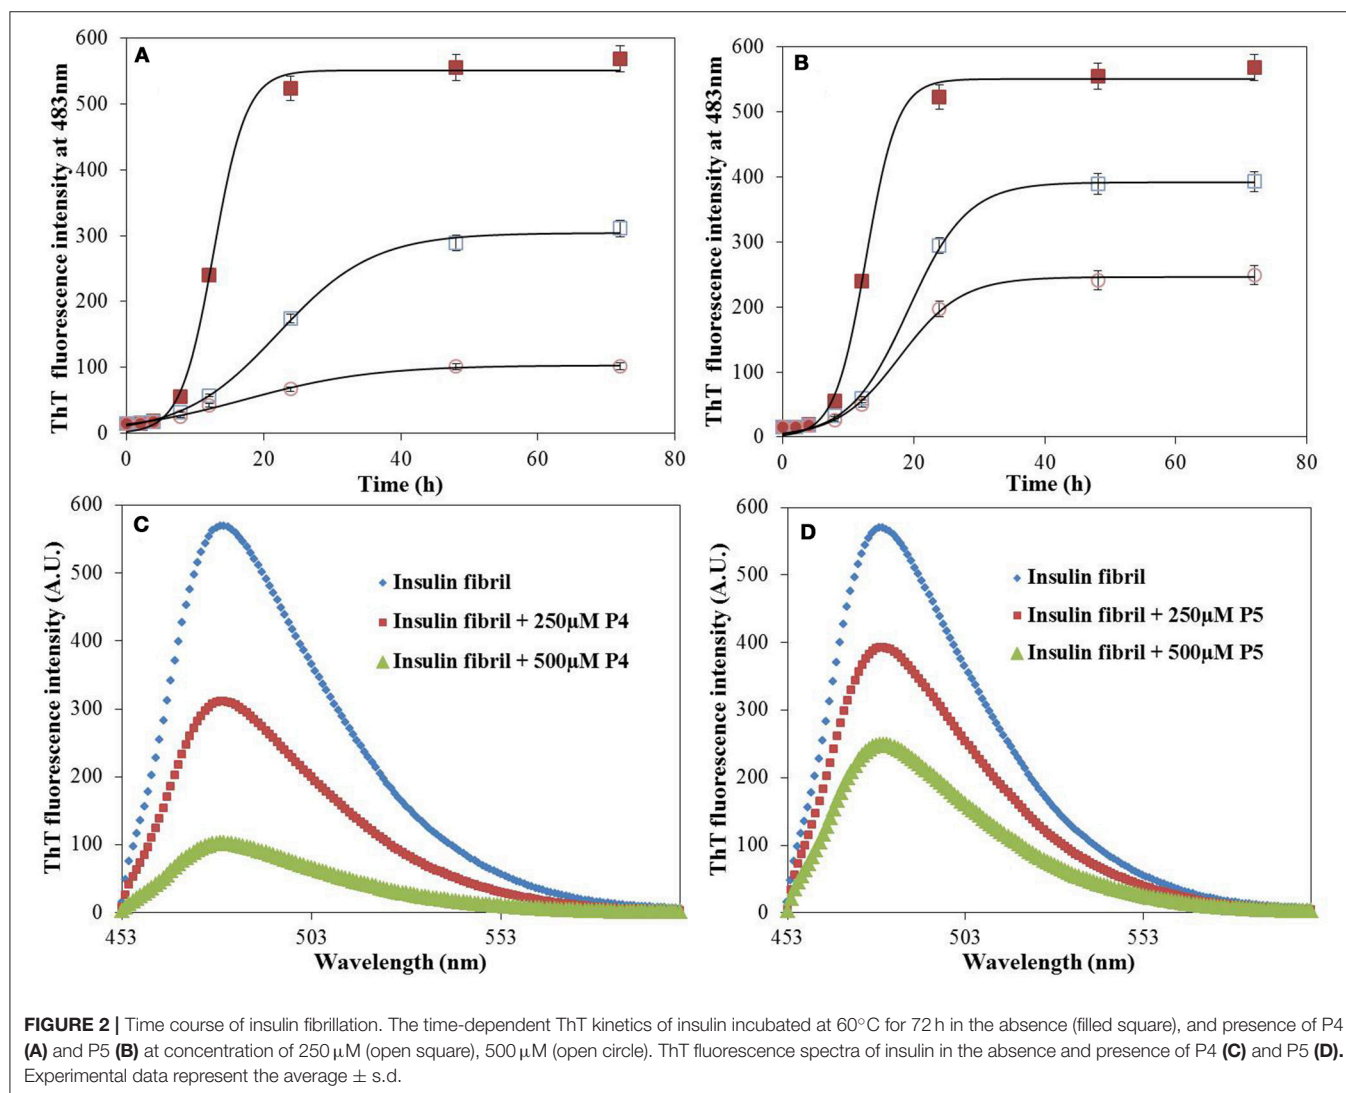 A
600
500
400
300
200
100
0
0 20 40 60 80
Time (h)
ThT fluorescence intensity at 483nm
B
600
500
400
300
200
100
0
0 20 40 60 80
Time (h)
ThT fluorescence intensity at 483nm
C
600
500
400
300
200
100
0
453 503 553
Wavelength (nm)
ThT fluorescence intensity (A.U.)
Insulin fibril
Insulin fibril + 250µM P4
Insulin fibril + 500µM P4
D
600
500
400
300
200
100
0
453 503 553
Wavelength (nm)
ThT fluorescence intensity (A.U.)
Insulin fibril
Insulin fibril + 250µM P5
Insulin fibril + 500µM P5
FIGURE 2 | Time course of insulin fibrillation. The time-dependent ThT kinetics of insulin incubated at 60°C for 72 h in the absence (filled square), and presence of P4
(A) and P5 (B) at concentration of 250 µM (open square), 500 µM (open circle). ThT fluorescence spectra of insulin in the absence and presence of P4 (C) and P5 (D).
Experimental data represent the average ± s.d.